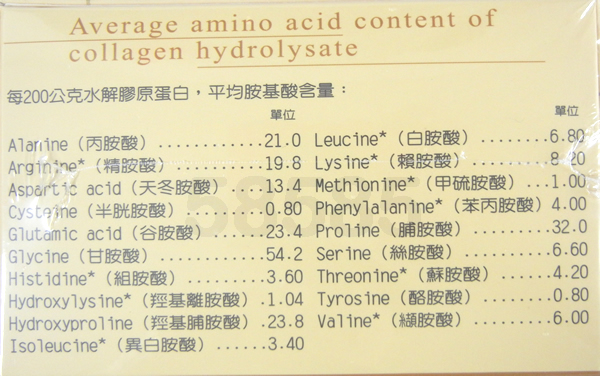 Average amino acid content of
collagen hydrolysate
每200公克水解膠原蛋白，平均胺基酸含量：
單位
Alanine（丙胺酸）............21.0
Arginine*（精胺酸）..........19.8
Aspartic acid（天冬胺酸）....13.4
Cysteine（半胱胺酸）.........0.80
Glutamic acid（谷胺酸）......23.4
Glycine（甘胺酸）............54.2
Histidine*（組胺酸）.........3.60
Hydroxylysine*（羥基離胺酸）.1.04
Hydroxyproline（羥基脯胺酸）.23.8
Isoleucine*（異白胺酸）......3.40
單位
Leucine*（白胺酸）.........6.80
Lysine*（賴胺酸）..........8.20
Methionine*（甲硫胺酸）...1.00
Phenylalanine*（苯丙胺酸）4.00
Proline（脯胺酸）..........32.0
Serine（絲胺酸）...........6.60
Threonine*（蘇胺酸）.......4.20
Tyrosine（酪胺酸）.........0.80
Valine*（纈胺酸）..........6.00